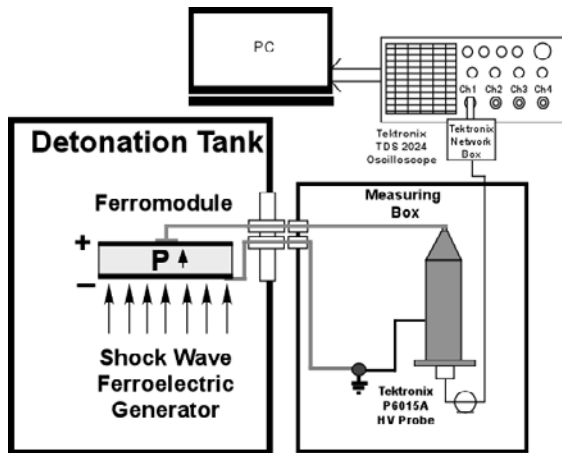 PC
Ch1 Ch2 Ch3 Ch4
Tektronix
TDS 2024
Oscilloscope
Tektronix
Network
Box
Detonation Tank
Ferromodule
+
P
−
Shock Wave
Ferroelectric
Generator
Measuring
Box
Tektronix
P6015A
HV Probe